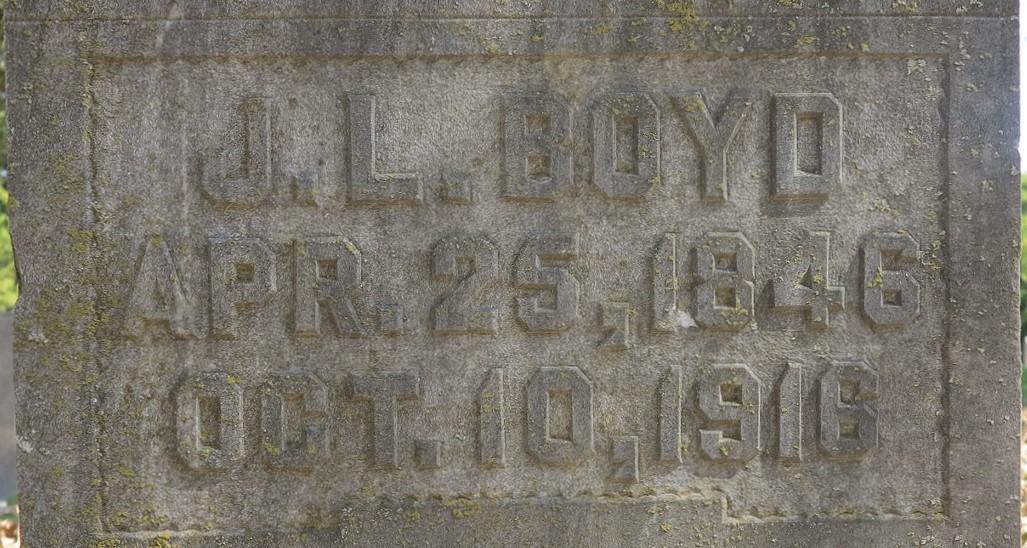 J. L. BOYD
APR. 25, 1846
OCT. 10, 1916